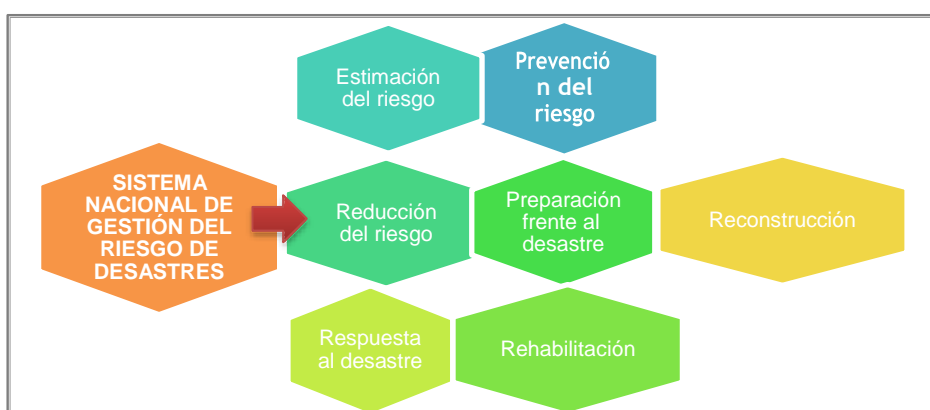 Estimación
del riesgo
Prevenció
n del
riesgo
SISTEMA
NACIONAL DE
GESTIÓN DEL
RIESGO DE
DESASTRES
Reducción
del riesgo
Preparación
frente al
desastre
Reconstrucción
Respuesta
al desastre
Rehabilitación